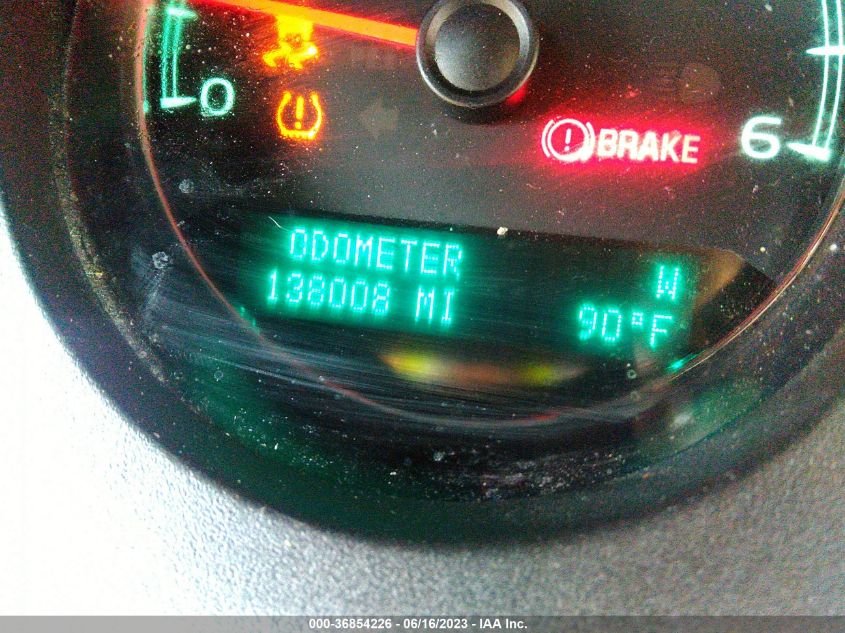 0
BRAKE 6
ODOMETER W
138008 MI 90°F
000-36854226 - 06/16/2023 - IAA Inc.